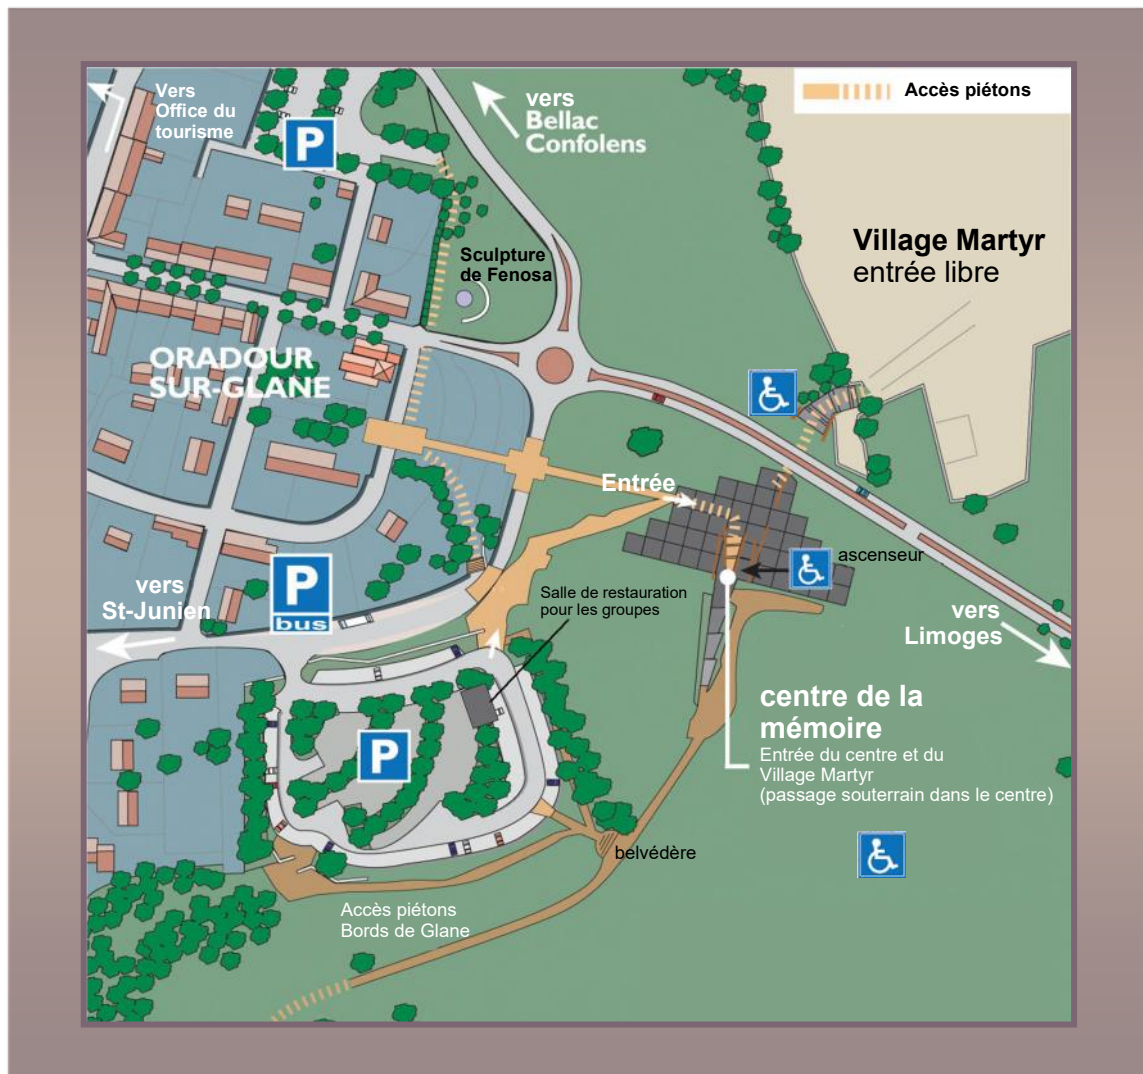 Vers
Office du
tourisme
P
vers
Bellac
Confolens
Accès piétons
Village Martyr
entrée libre
Sculpture
de Fenosa
ORADOUR
SUR-GLANE
Entrée
ascenseur
vers
St-Junien
P
bus
Salle de restauration
pour les groupes
vers
Limoges
centre de la
mémoire
Entrée du centre et du
Village Martyr
(passage souterrain dans le centre)
P
belvédère
Accès piétons
Bords de Glane